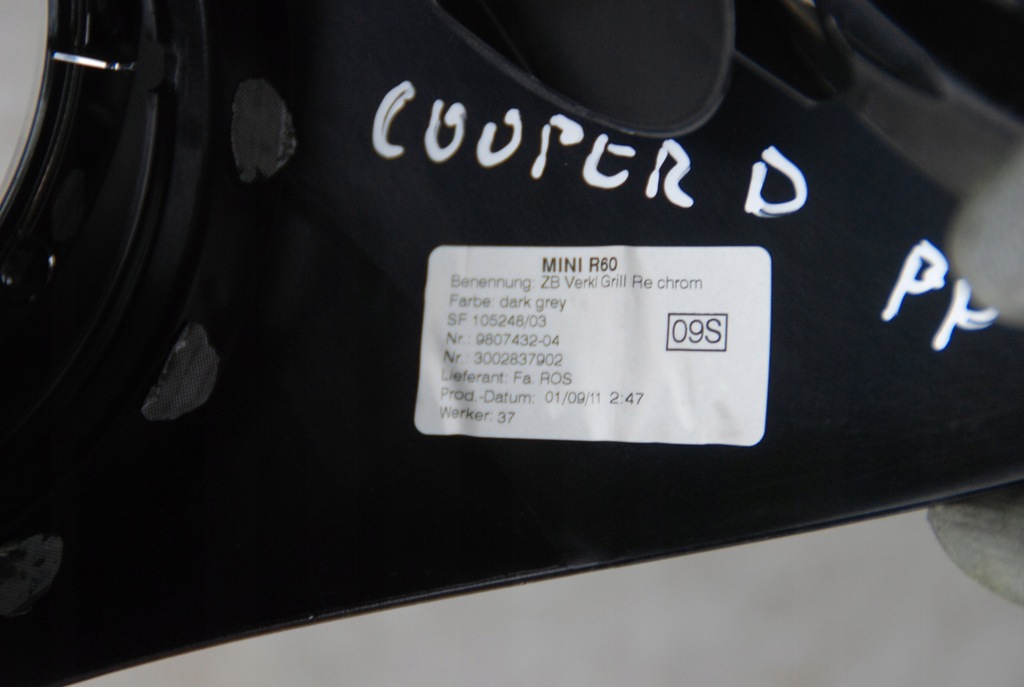 COOPER D
MINI R60
Benennung: ZB Verkl Grill Re chrom
Farbe: dark grey
SF 105248/03
09S
Nr.: 9807432-04
Nr.: 3002837902
Lieferant: Fa. ROS
Prod.-Datum: 01/09/11 2:47
Werker: 37